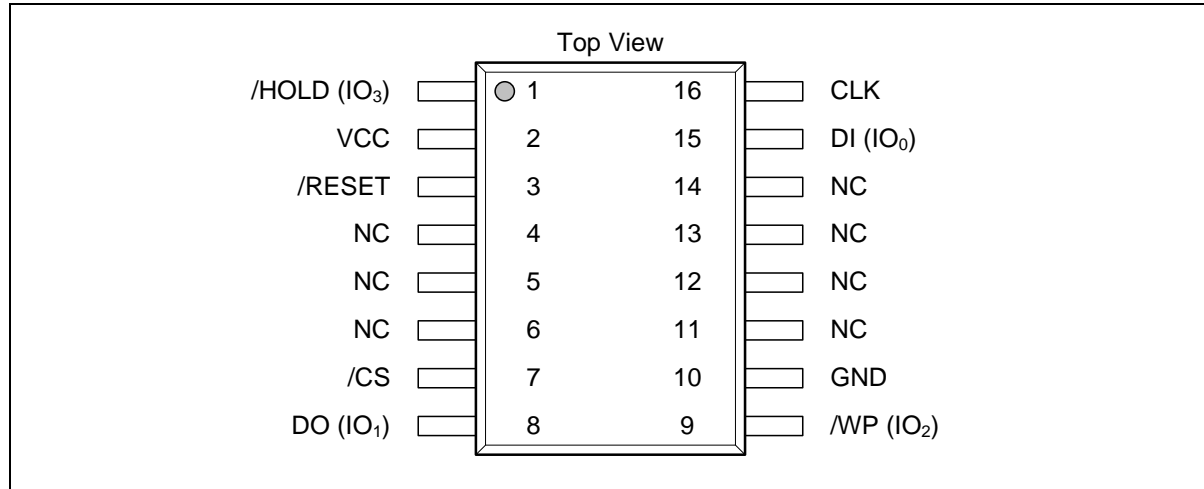 Top View
/HOLD (IO₃) 1 16 CLK
VCC 2 15 DI (IO₀)
/RESET 3 14 NC
NC 4 13 NC
NC 5 12 NC
NC 6 11 NC
/CS 7 10 GND
DO (IO₁) 8 9 /WP (IO₂)